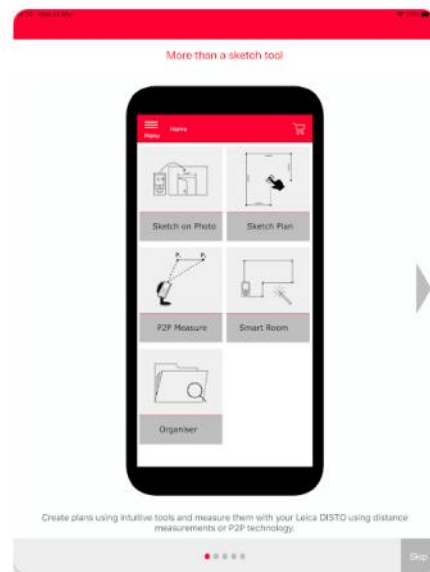 More than a sketch tool
Menu
Home
Sketch on Photo
Sketch Plan
P2P Measure
Smart Room
Organiser
Create plans using intuitive tools and measure them with your Leica DISTO using distance
measurements or P2P technology.
Skip